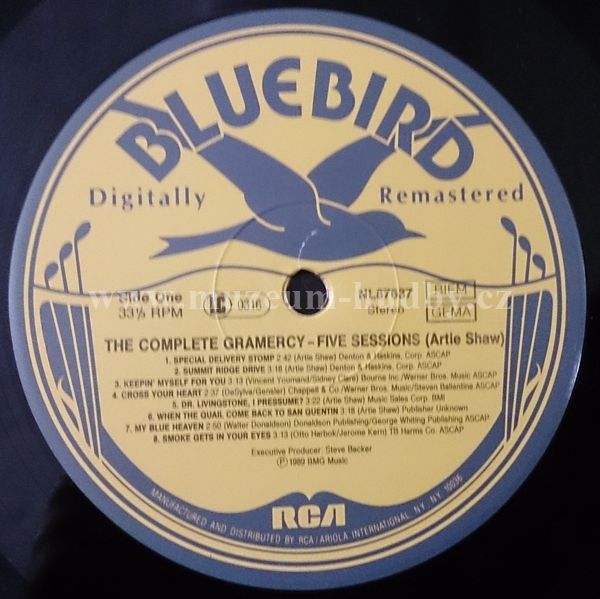 BLUEBIRD
Digitally Remastered
Side One
33⅓ RPM
0316
NL87637
Stereo
BIEM
GEMA
www.muzeum-hudby.cz
THE COMPLETE GRAMERCY – FIVE SESSIONS (Artie Shaw)
1. SPECIAL DELIVERY STOMP 2:42 (Artie Shaw) Denton & Haskins, Corp. ASCAP
2. SUMMIT RIDGE DRIVE 3:18 (Artie Shaw) Denton & Haskins, Corp. ASCAP
3. KEEPIN' MYSELF FOR YOU 3:13 (Vincent Youmand/Sidney Clare) Bourne Inc./Warner Bros. Music ASCAP
4. CROSS YOUR HEART 2:37 (DeSylva/Gensler) Chappell & Co./Warner Bros. Music/Steven Ballentine ASCAP
5. DR. LIVINGSTONE, I PRESUME? 3:22 (Artie Shaw) Music Sales Corp. BMI
6. WHEN THE QUAIL COME BACK TO SAN QUENTIN 3:18 (Artie Shaw) Publisher Unknown
7. MY BLUE HEAVEN 2:50 (Walter Donaldson) Donaldson Publishing/George Whiting Publishing ASCAP
8. SMOKE GETS IN YOUR EYES 3:13 (Otto Harbok/Jerome Kern) TB Harms Co. ASCAP
Executive Producer: Steve Backer
℗ 1989 BMG Music
RCA
MANUFACTURED AND DISTRIBUTED BY RCA/ARIOLA INTERNATIONAL, NY, NY, 10036